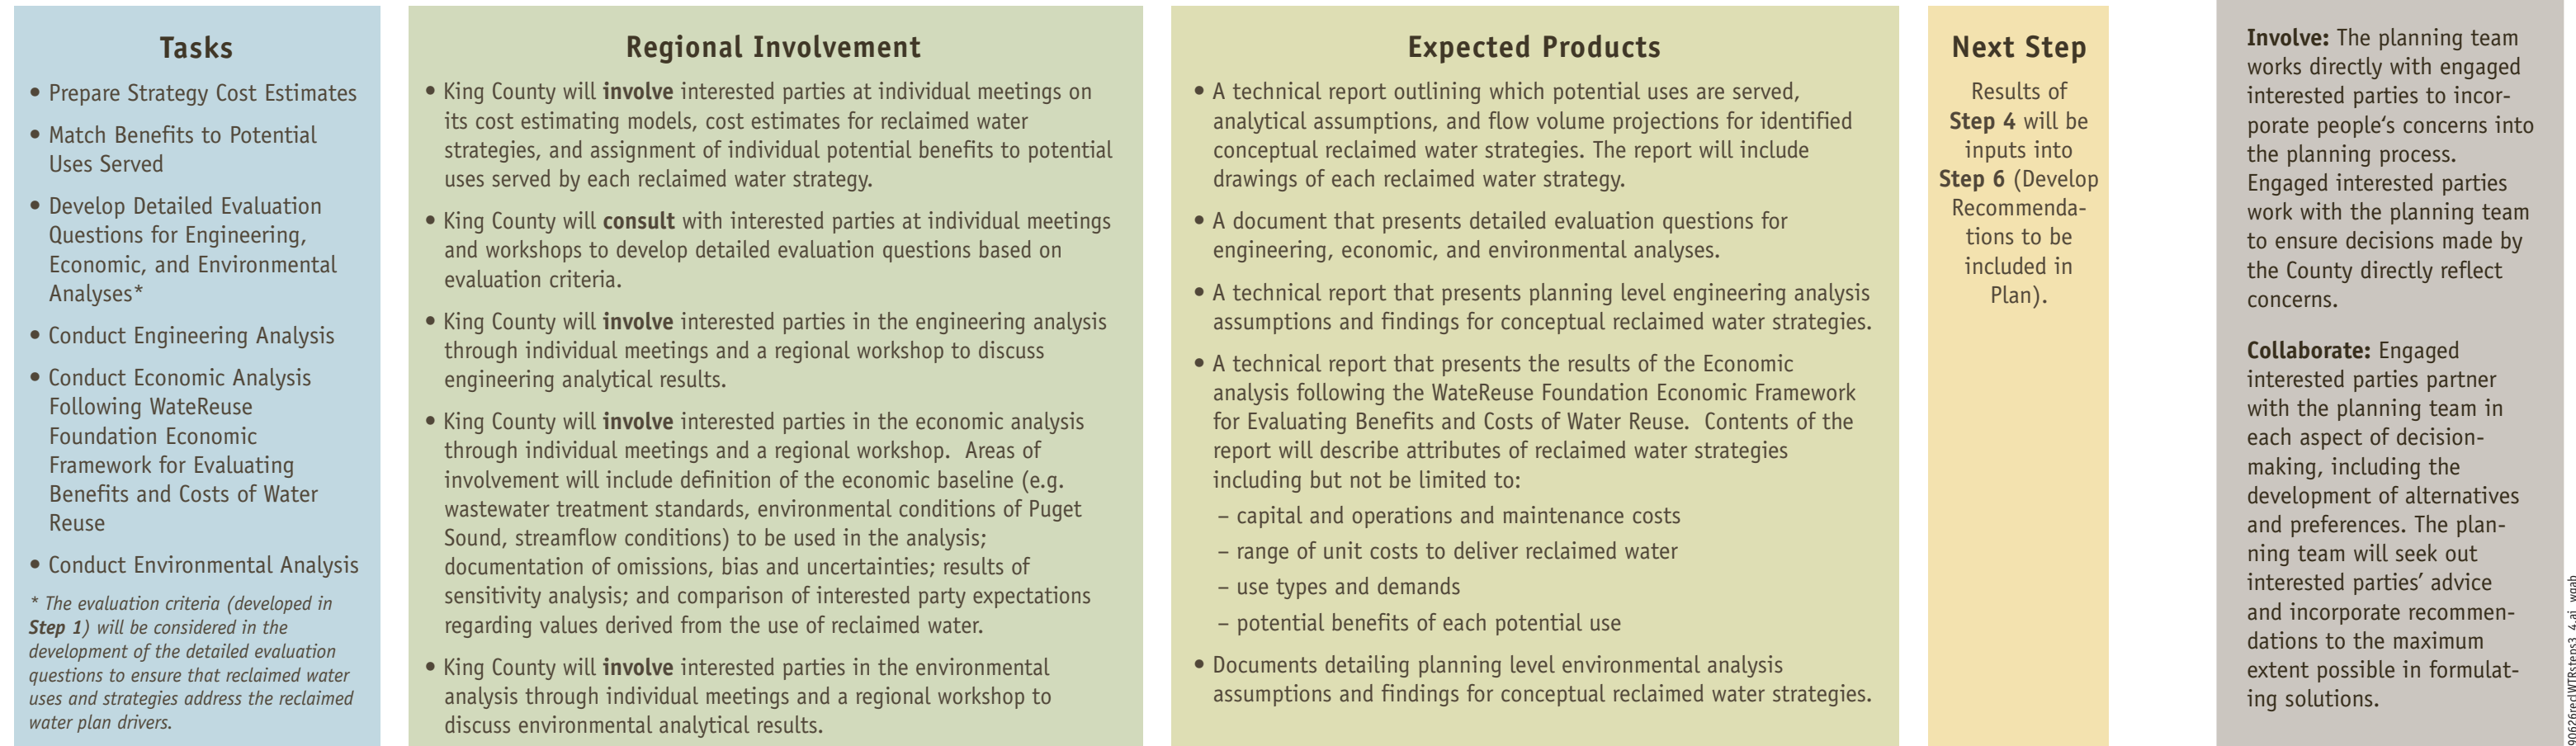 Tasks
• Prepare Strategy Cost Estimates
• Match Benefits to Potential
Uses Served
• Develop Detailed Evaluation
Questions for Engineering,
Economic, and Environmental
Analyses*
• Conduct Engineering Analysis
• Conduct Economic Analysis
Following WateReuse
Foundation Economic
Framework for Evaluating
Benefits and Costs of Water
Reuse
• Conduct Environmental Analysis
* The evaluation criteria (developed in
Step 1) will be considered in the
development of the detailed evaluation
questions to ensure that reclaimed water
uses and strategies address the reclaimed
water plan drivers.
Regional Involvement
• King County will involve interested parties at individual meetings on
its cost estimating models, cost estimates for reclaimed water
strategies, and assignment of individual potential benefits to potential
uses served by each reclaimed water strategy.
• King County will consult with interested parties at individual meetings
and workshops to develop detailed evaluation questions based on
evaluation criteria.
• King County will involve interested parties in the engineering analysis
through individual meetings and a regional workshop to discuss
engineering analytical results.
• King County will involve interested parties in the economic analysis
through individual meetings and a regional workshop.  Areas of
involvement will include definition of the economic baseline (e.g.
wastewater treatment standards, environmental conditions of Puget
Sound, streamflow conditions) to be used in the analysis;
documentation of omissions, bias and uncertainties; results of
sensitivity analysis; and comparison of interested party expectations
regarding values derived from the use of reclaimed water.
• King County will involve interested parties in the environmental
analysis through individual meetings and a regional workshop to
discuss environmental analytical results.
Expected Products
• A technical report outlining which potential uses are served,
analytical assumptions, and flow volume projections for identified
conceptual reclaimed water strategies. The report will include
drawings of each reclaimed water strategy.
• A document that presents detailed evaluation questions for
engineering, economic, and environmental analyses.
• A technical report that presents planning level engineering analysis
assumptions and findings for conceptual reclaimed water strategies.
• A technical report that presents the results of the Economic
analysis following the WateReuse Foundation Economic Framework
for Evaluating Benefits and Costs of Water Reuse.  Contents of the
report will describe attributes of reclaimed water strategies
including but not be limited to:
– capital and operations and maintenance costs
– range of unit costs to deliver reclaimed water
– use types and demands
– potential benefits of each potential use
• Documents detailing planning level environmental analysis
assumptions and findings for conceptual reclaimed water strategies.
Next Step
Results of
Step 4 will be
inputs into
Step 6 (Develop
Recommenda-
tions to be
included in
Plan).
Involve: The planning team
works directly with engaged
interested parties to incor-
porate people‘s concerns into
the planning process.
Engaged interested parties
work with the planning team
to ensure decisions made by
the County directly reflect
concerns.
Collaborate: Engaged
interested parties partner
with the planning team in
each aspect of decision-
making, including the
development of alternatives
and preferences. The plan-
ning team will seek out
interested parties’ advice
and incorporate recommen-
dations to the maximum
extent possible in formulat-
ing solutions.